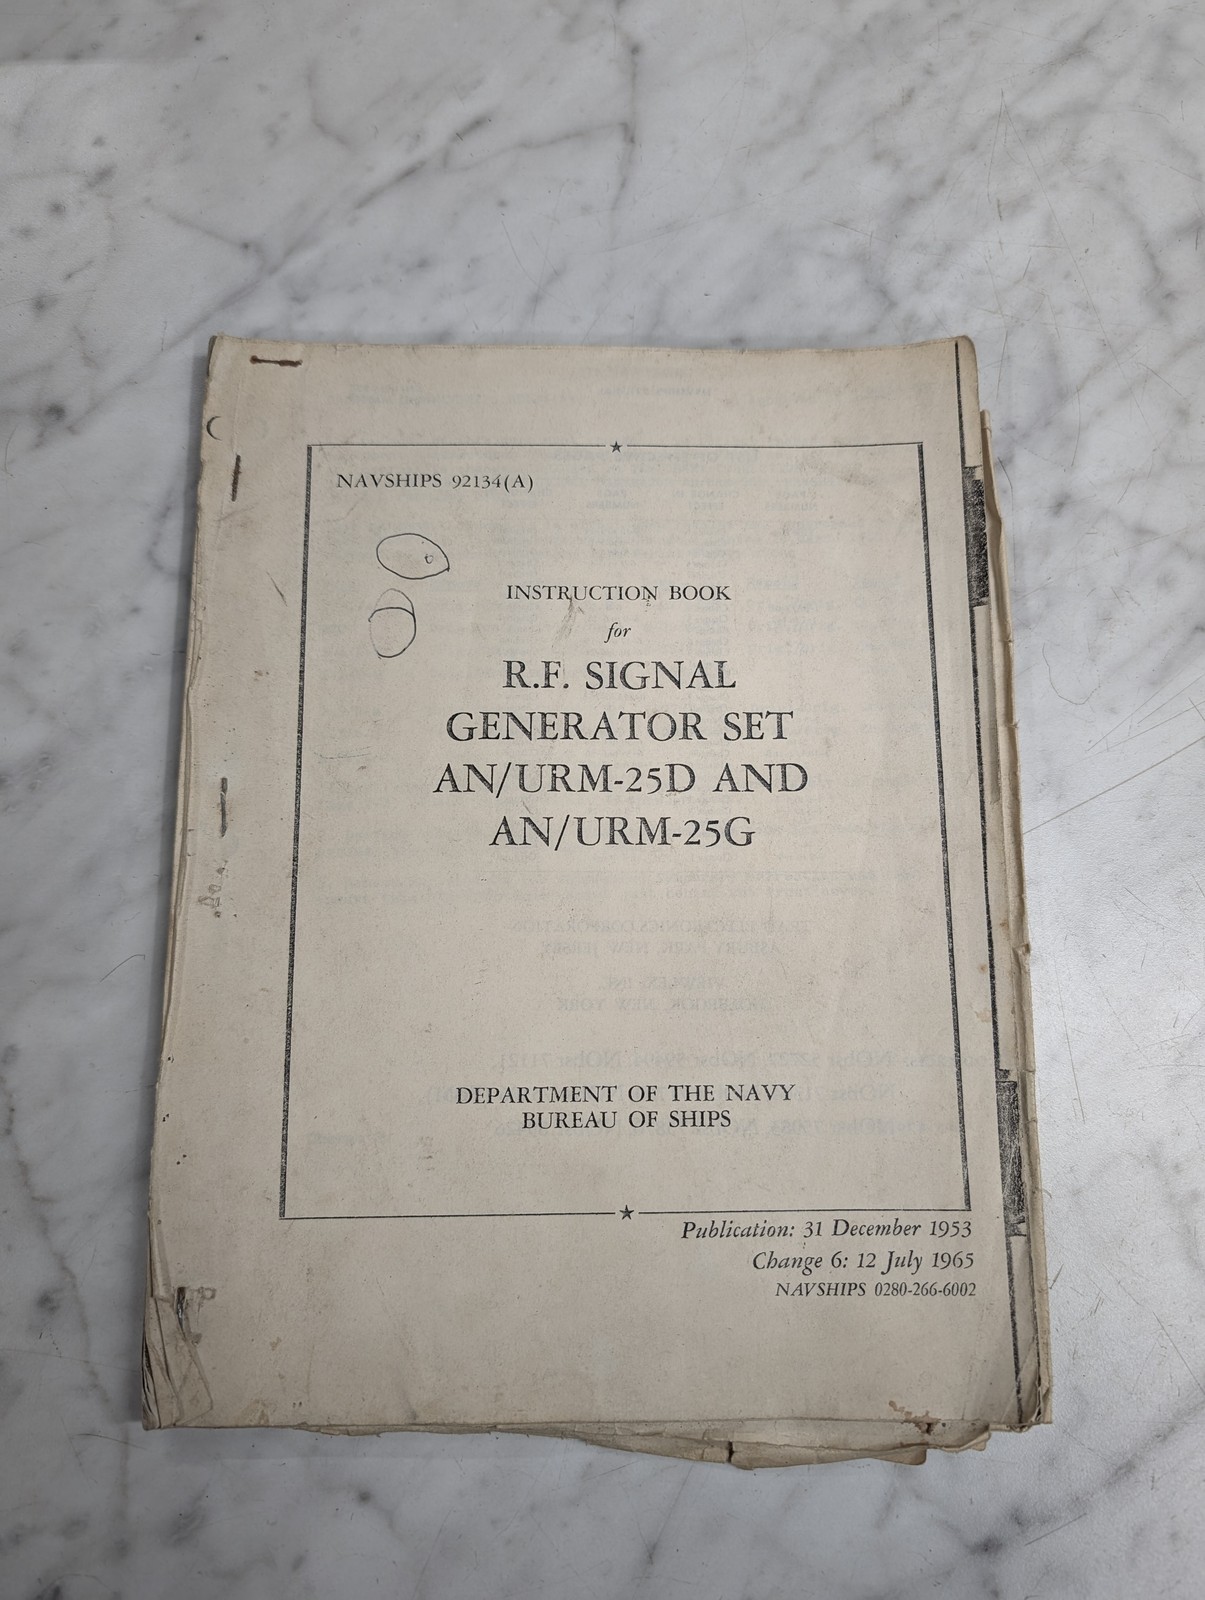 NAVSHIPS 92134(A)
INSTRUCTION BOOK
for
R.F. SIGNAL
GENERATOR SET
AN/URM-25D AND
AN/URM-25G
DEPARTMENT OF THE NAVY
BUREAU OF SHIPS
Publication: 31 December 1953
Change 6: 12 July 1965
NAVSHIPS 0280-266-6002